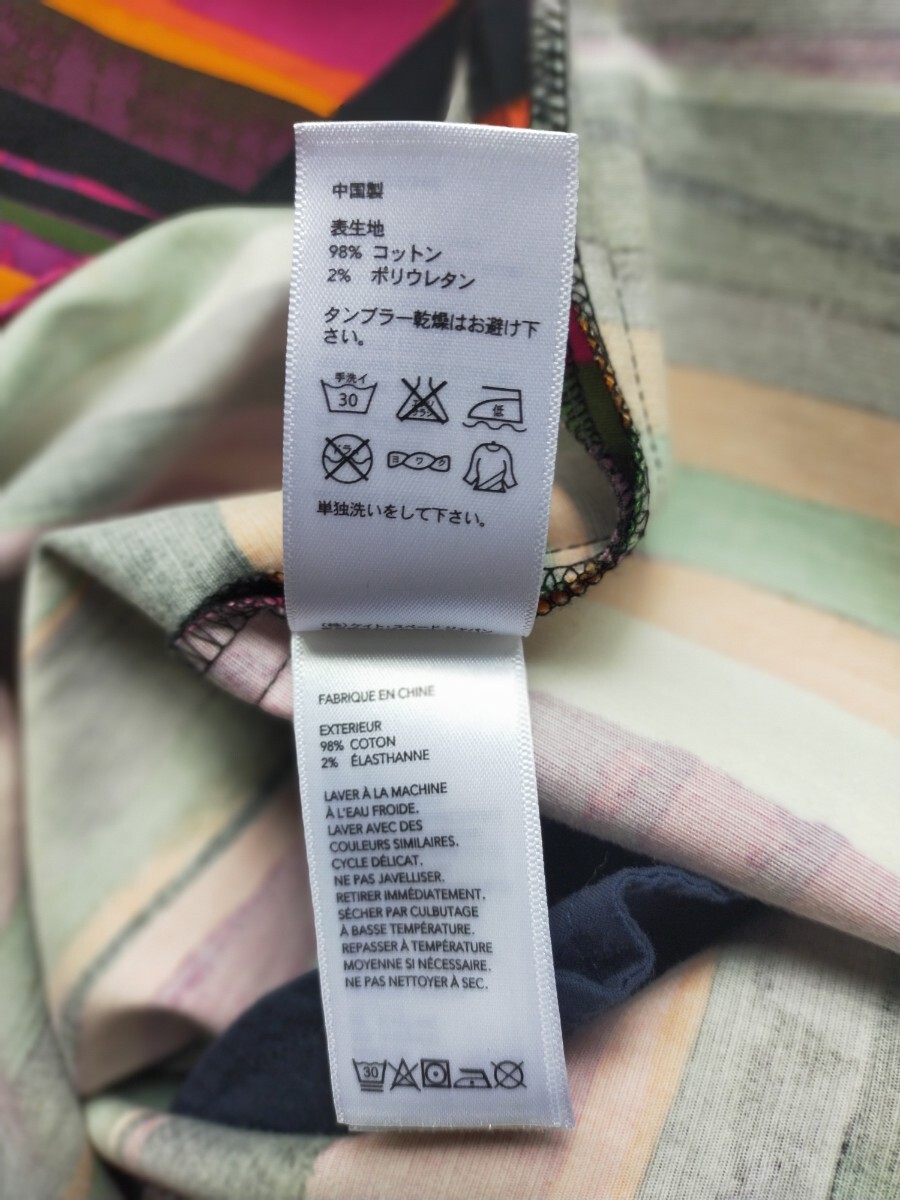 中国製
表生地
98% コットン
2% ポリウレタン
タンブラー乾燥はお避け下
さい。
手洗イ
30
低
ヨワク
単独洗いをして下さい。
FABRIQUE EN CHINE
EXTERIEUR
98% COTON
2% ÉLASTHANNE
LAVER À LA MACHINE
À L'EAU FROIDE.
LAVER AVEC DES
COULEURS SIMILAIRES.
CYCLE DÉLICAT.
NE PAS JAVELLISER.
RETIRER IMMÉDIATEMENT.
SÉCHER PAR CULBUTAGE
À BASSE TEMPÉRATURE.
REPASSER À TEMPÉRATURE
MOYENNE SI NÉCESSAIRE.
NE PAS NETTOYER À SEC.
30